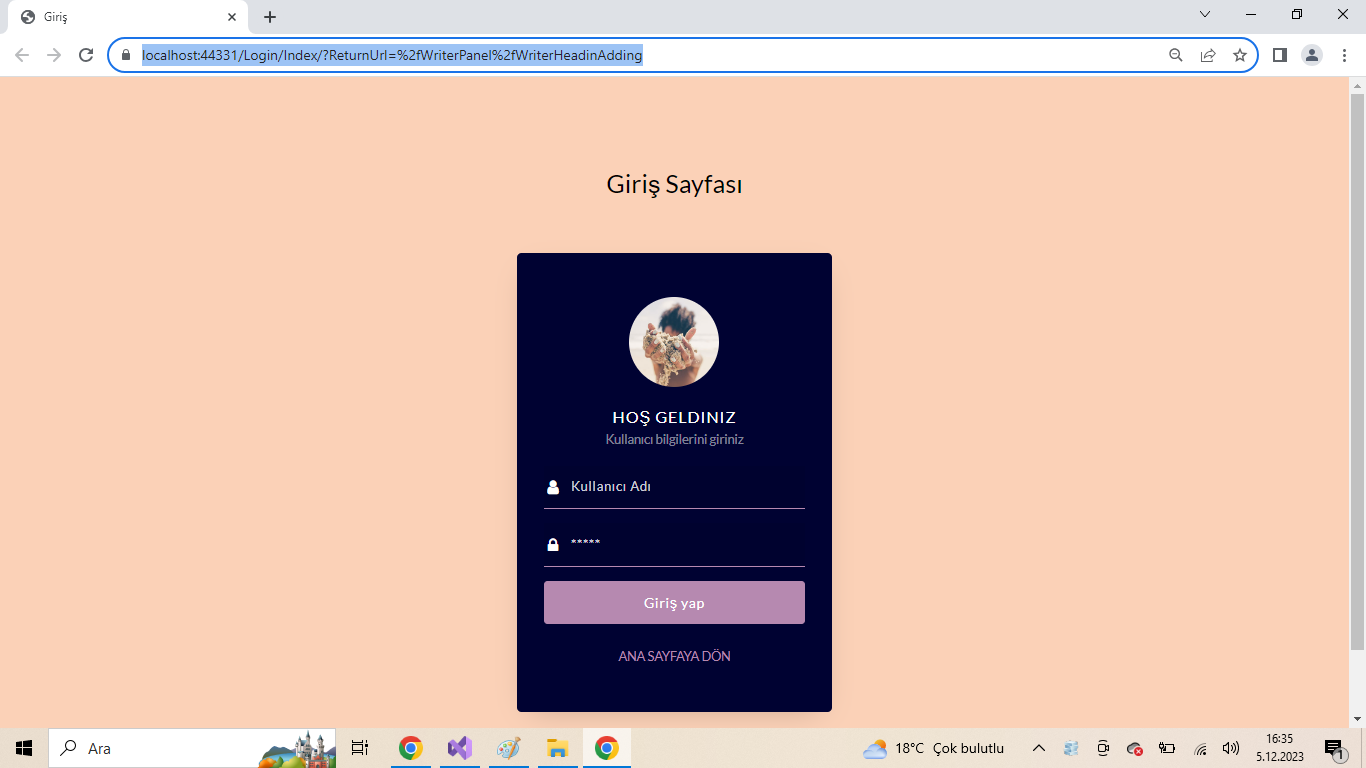 Giriş
localhost:44331/Login/Index/?ReturnUrl=%2fWriterPanel%2fWriterHeadinAdding
Giriş Sayfası
HOŞ GELDINIZ
Kullanıcı bilgilerini giriniz
Kullanıcı Adı
*****
Giriş yap
ANA SAYFAYA DÖN
Ara
18°C Çok bulutlu
16:35
5.12.2023
1